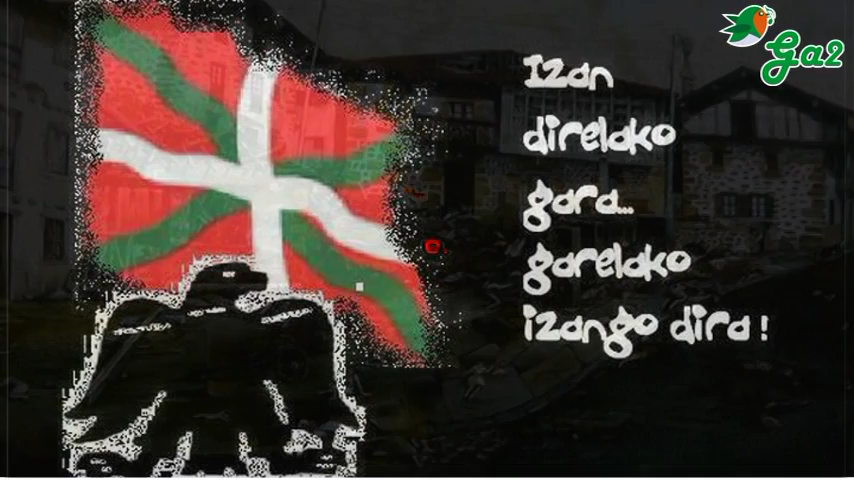 Ga2
Izan
direlako
gara...
garelako
izango dira!